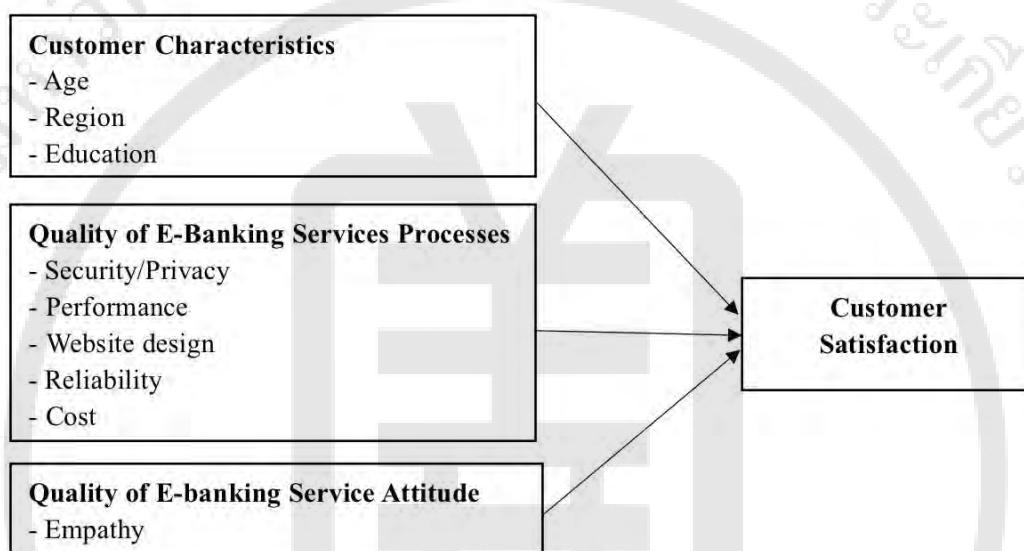 Customer Characteristics
- Age
- Region
- Education
Quality of E-Banking Services Processes
- Security/Privacy
- Performance
- Website design
- Reliability
- Cost
Customer
Satisfaction
Quality of E-banking Service Attitude
- Empathy